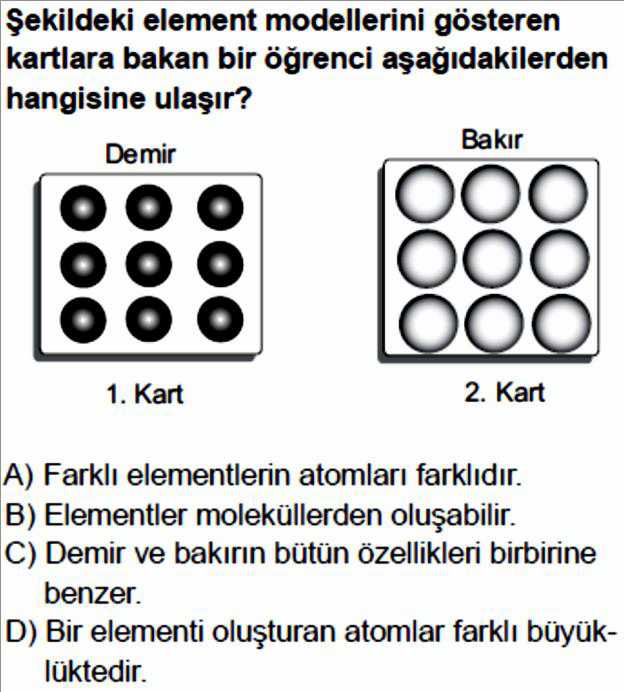 Şekildeki element modellerini gösteren
kartlara bakan bir öğrenci aşağıdakilerden
hangisine ulaşır?
Demir
Bakır
1. Kart
2. Kart
A) Farklı elementlerin atomları farklıdır.
B) Elementler moleküllerden oluşabilir.
C) Demir ve bakırın bütün özellikleri birbirine
benzer.
D) Bir elementi oluşturan atomlar farklı büyük-
lüktedir.